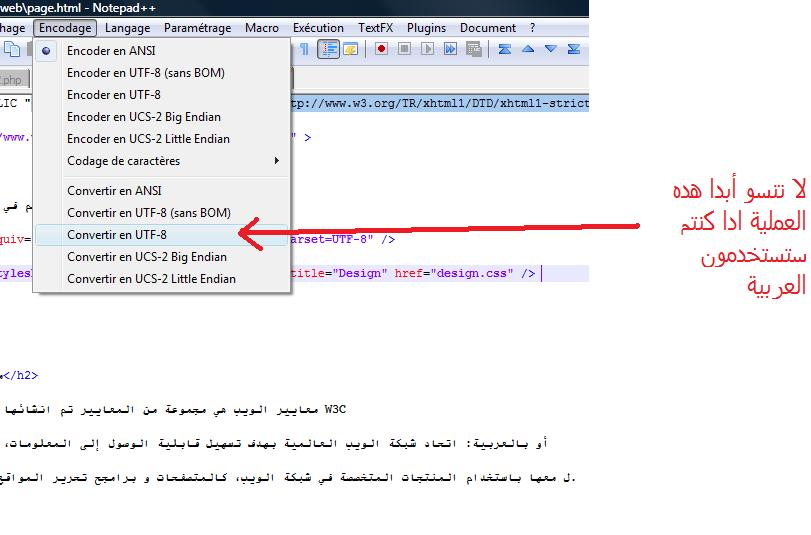 web\page.html - Notepad++
hage Encodage Langage Paramétrage Macro Exécution TextFX Plugins Document ?
.php
Encoder en ANSI
LIC " tp://www.w3.org/TR/xhtml1/DTD/xhtml1-strict
Encoder en UTF-8 (sans BOM)
Encoder en UTF-8
Encoder en UCS-2 Big Endian
/www. " >
Encoder en UCS-2 Little Endian
Codage de caractères
Convertir en ANSI
م في
Convertir en UTF-8 (sans BOM)
quiv= arset=UTF-8" />
Convertir en UTF-8
Convertir en UCS-2 Big Endian
tylesh title="Design" href="design.css" />
Convertir en UCS-2 Little Endian
لا تنسو أبدا هده
العملية ادا كنتم
ستستخدمون
العربية
</h2>
معايير الويب هي مجموعة من المعايير تم انشائها W3C
أو بالعربية: اتحاد شبكة الويب العالمية بهدف تسهيل قابلية الوصول إلى المعلومات،
ل معها باستخدام المنتجات المتخصصة في شبكة الويب، كالمتصفحات و برامج تحرير المواقع.